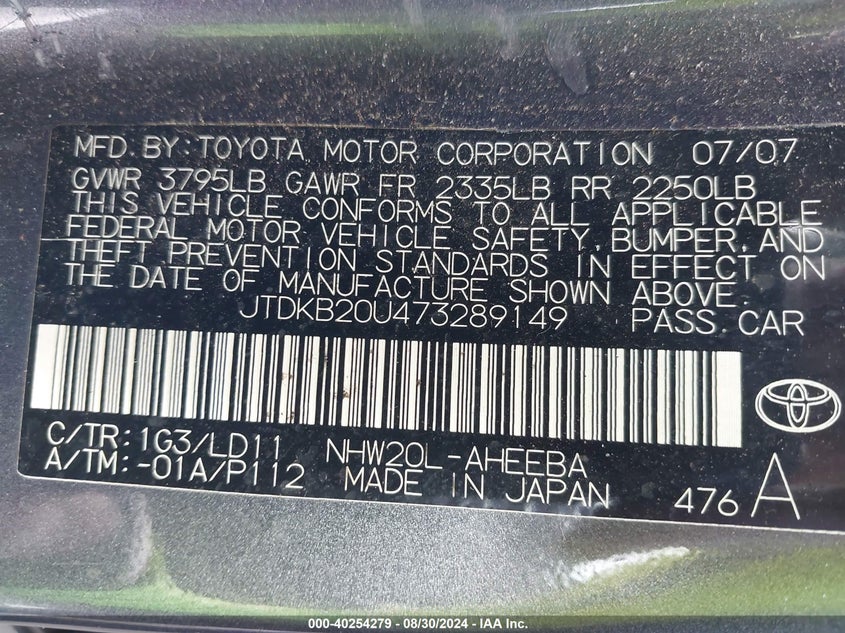 MFD. BY: TOYOTA MOTOR CORPORATION 07/07
GVWR 3795LB GAWR FR 2335LB RR 2250LB
THIS VEHICLE CONFORMS TO ALL APPLICABLE
FEDERAL MOTOR VEHICLE SAFETY, BUMPER, AND
THEFT PREVENTION STANDARDS IN EFFECT ON
THE DATE OF MANUFACTURE SHOWN ABOVE.
JTDKB20U473289149 PASS. CAR
C/TR: 1G3/LD11 NHW20L-AHEEBA
A/TM: -01A/P112 MADE IN JAPAN 476 A
000-40254279 - 08/30/2024 - IAA Inc.